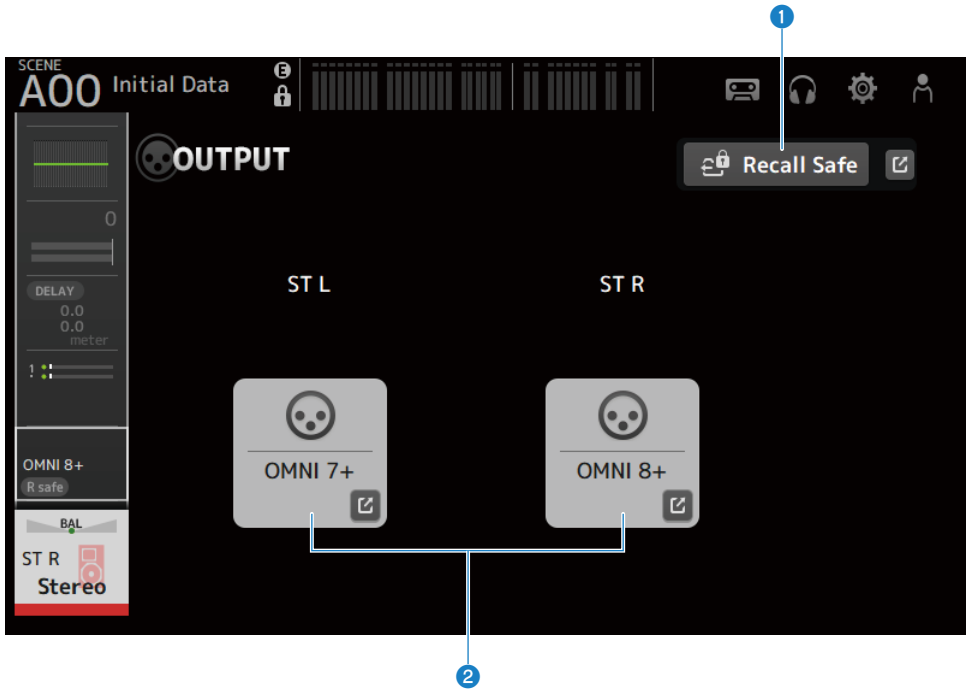 1
SCENE
A00 Initial Data
E
OUTPUT
Recall Safe
0
DELAY
0.0
0.0
meter
!
ST L
ST R
OMNI 7+
OMNI 8+
OMNI 8+
R safe
BAL
ST R
Stereo
2